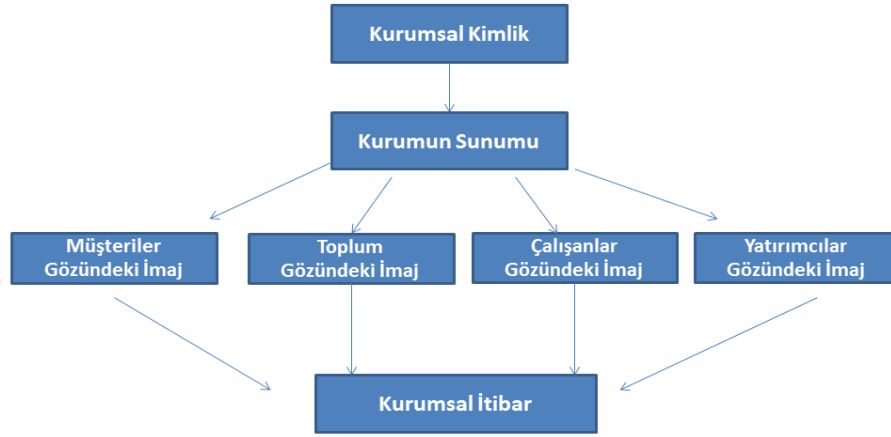 Kurumsal Kimlik
Kurumun Sunumu
Müşteriler
Gözündeki İmaj
Toplum
Gözündeki İmaj
Çalışanlar
Gözündeki İmaj
Yatırımcılar
Gözündeki İmaj
Kurumsal İtibar